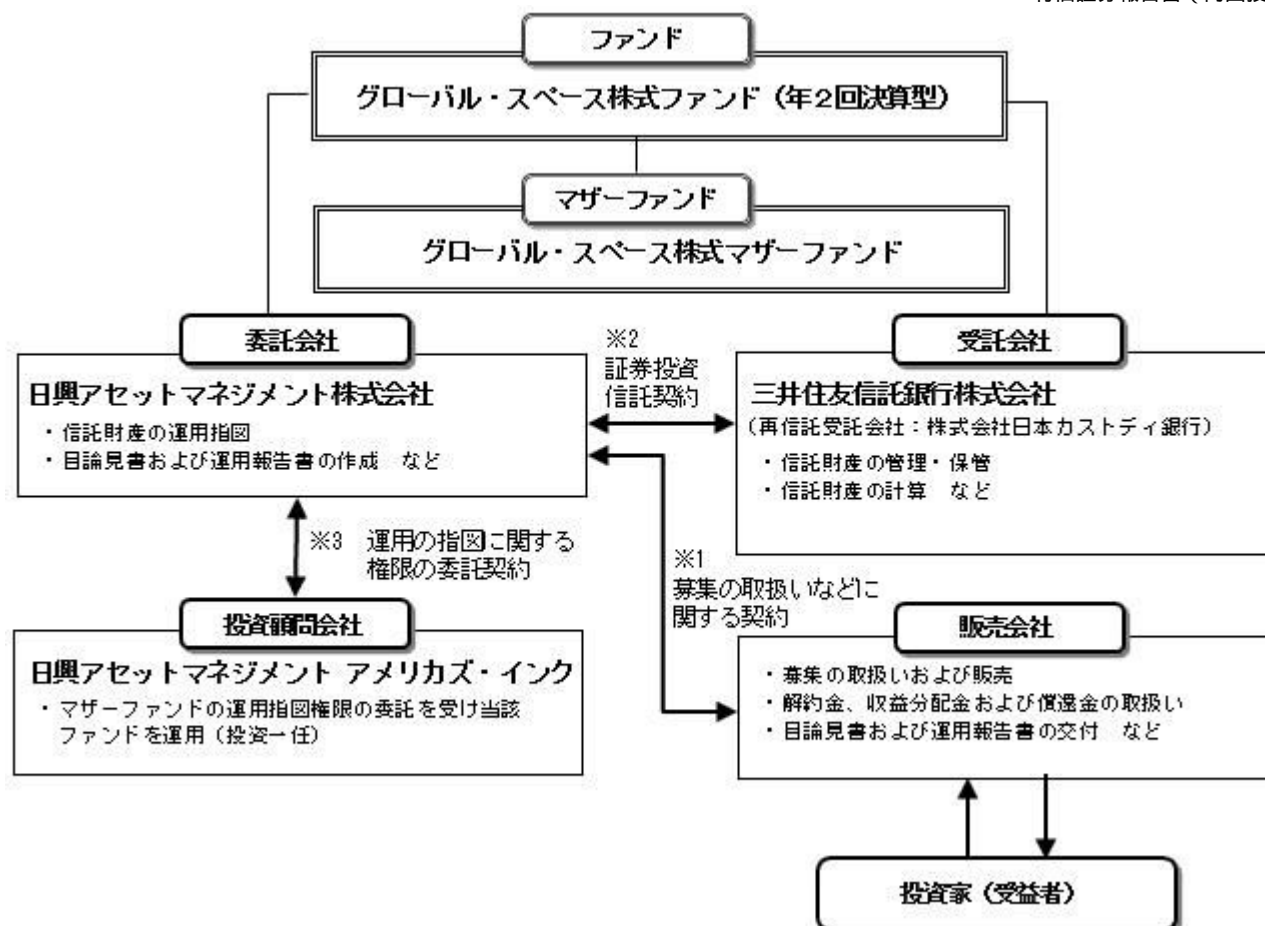 ファンド
グローバル・スペース株式ファンド（年２回決算型）
マザーファンド
グローバル・スペース株式マザーファンド
委託会社
日興アセットマネジメント株式会社
・信託財産の運用指図
・目論見書および運用報告書の作成　など
※2
証券投資
信託契約
受託会社
三井住友信託銀行株式会社
（再信託受託会社：株式会社日本カストディ銀行）
・信託財産の管理・保管
・信託財産の計算　など
※3　運用の指図に関する
権限の委託契約
※1
募集の取扱いなどに
関する契約
投資顧問会社
日興アセットマネジメント アメリカズ・インク
・マザーファンドの運用指図権限の委託を受け当該
ファンドを運用（投資一任）
販売会社
・募集の取扱いおよび販売
・解約金、収益分配金および償還金の取扱い
・目論見書および運用報告書の交付　など
投資家（受益者）